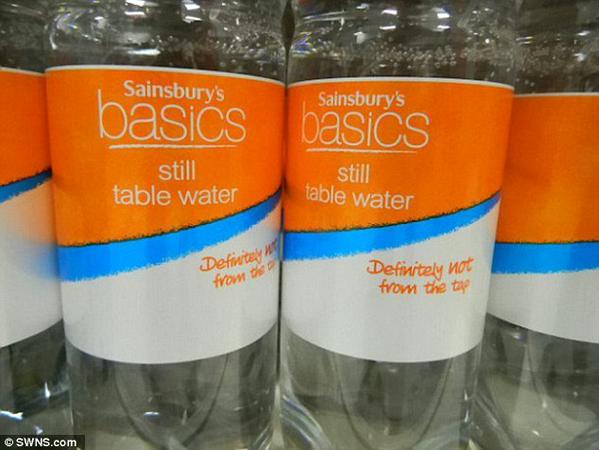 Sainsbury's
basics
still
table water
Definitely not
from the tap
Sainsbury's
basics
still
table water
Definitely not
from the tap
© SWNS.com